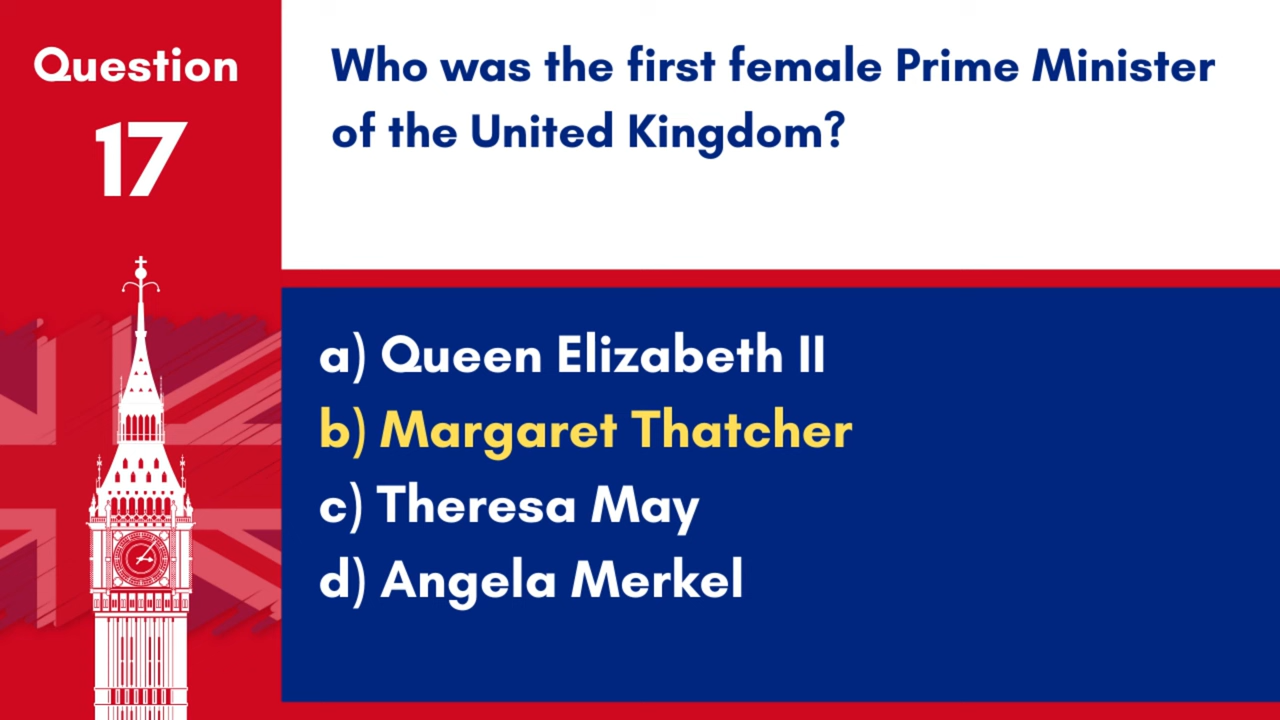 Question
17
Who was the first female Prime Minister
of the United Kingdom?
a) Queen Elizabeth II
b) Margaret Thatcher
c) Theresa May
d) Angela Merkel